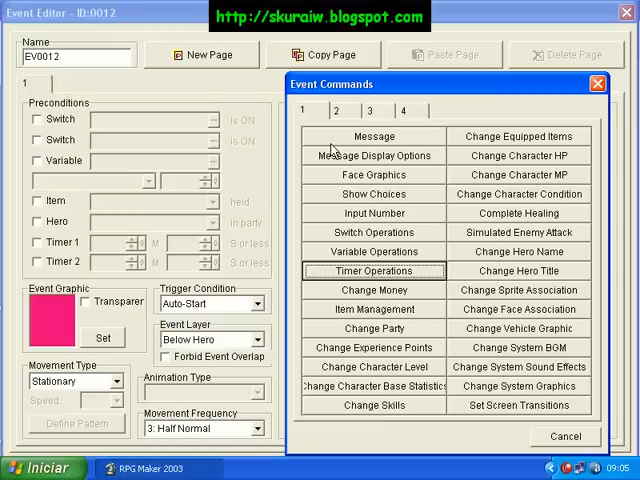 http://skuraiw.blogspot.com
Event Editor - ID:0012
Name
EV0012
New Page
Copy Page
Paste Page
Delete Page
1
Preconditions
Switch
is ON
Switch
is ON
Variable
Item
held
Hero
in party
Timer 1
M
S or less
Timer 2
M
S or less
Event Graphic
Transparer
Set
Trigger Condition
Auto-Start
Event Layer
Below Hero
Forbid Event Overlap
Movement Type
Stationary
Speed:
Define Pattern
Animation Type
Movement Frequency
3: Half Normal
Event Commands
1 2 3 4
Message
Change Equipped Items
Message Display Options
Change Character HP
Face Graphics
Change Character MP
Show Choices
Change Character Condition
Input Number
Complete Healing
Switch Operations
Simulated Enemy Attack
Variable Operations
Change Hero Name
Timer Operations
Change Hero Title
Change Money
Change Sprite Association
Item Management
Change Face Association
Change Party
Change Vehicle Graphic
Change Experience Points
Change System BGM
Change Character Level
Change System Sound Effects
Change Character Base Statistics
Change System Graphics
Change Skills
Set Screen Transitions
Cancel
Iniciar
RPG Maker 2003
09:05